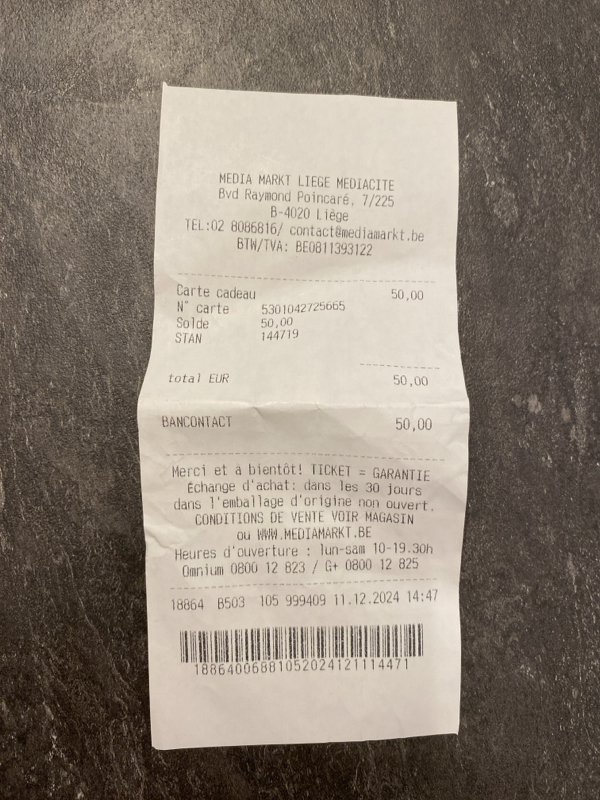 MEDIA MARKT LIEGE MEDIACITE
Bvd Raymond Poincaré, 7/225
B-4020 Liège
TEL:02 8086816/ contact@mediamarkt.be
BTW/TVA: BE0811393122
Carte cadeau 50,00
N° carte 5301042725665
Solde 50,00
STAN 144719
total EUR 50,00
BANCONTACT 50,00
Merci et à bientôt! TICKET = GARANTIE
Échange d'achat: dans les 30 jours
dans l'emballage d'origine non ouvert.
CONDITIONS DE VENTE VOIR MAGASIN
ou WWW.MEDIAMARKT.BE
Heures d'ouverture : lun-sam 10-19.30h
Omnium 0800 12 823 / G+ 0800 12 825
18864 B503 105 999409 11.12.2024 14:47
18864006881052024121114471